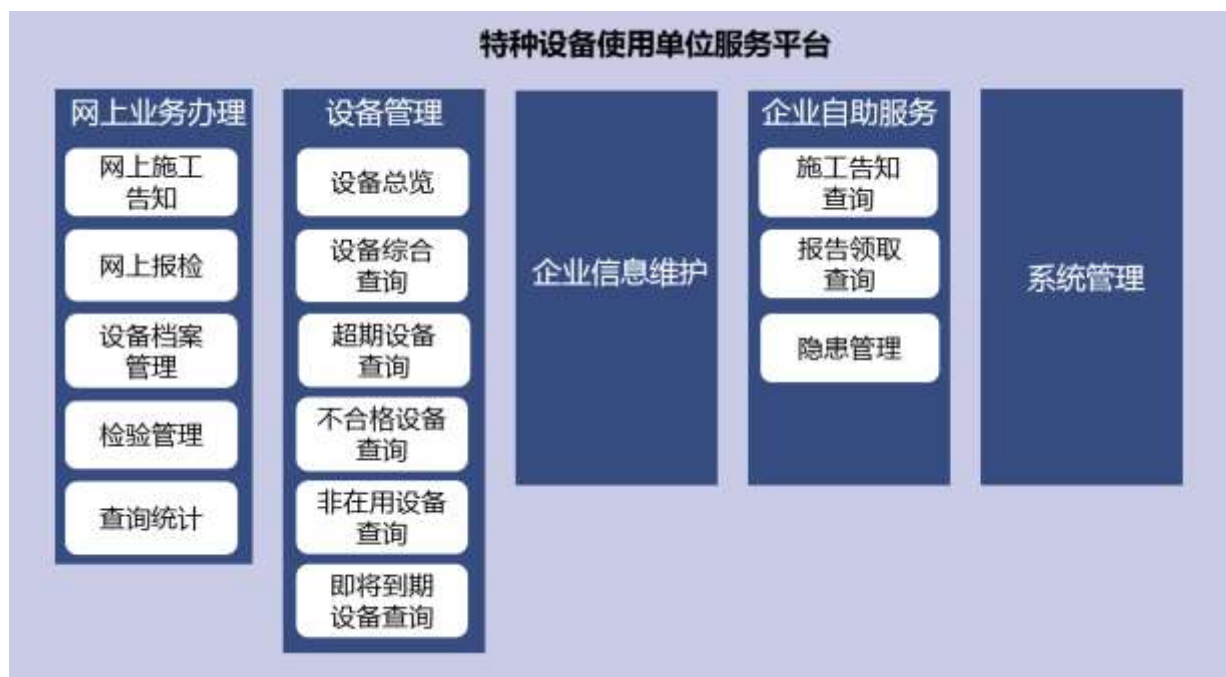 特种设备使用单位服务平台
网上业务办理
网上施工
告知
网上报检
设备档案
管理
检验管理
查询统计
设备管理
设备总览
设备综合
查询
超期设备
查询
不合格设备
查询
非在用设备
查询
即将到期
设备查询
企业信息维护
企业自助服务
施工告知
查询
报告领取
查询
隐患管理
系统管理